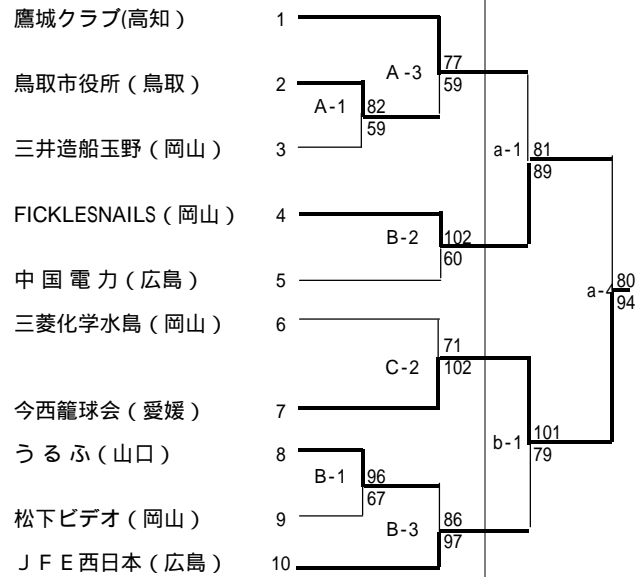 鷹城クラブ(高知) 1
77
A-3
59
鳥取市役所(鳥取) 2
82
A-1
59
三井造船玉野(岡山) 3
81
a-1
89
FICKLESNAILS(岡山) 4
102
B-2
60
中国電力(広島) 5
80
a-4
94
三菱化学水島(岡山) 6
71
C-2
102
今西籠球会(愛媛) 7
101
b-1
79
うるふ(山口) 8
96
B-1
67
松下ビデオ(岡山) 9
86
B-3
97
JFE西日本(広島) 10